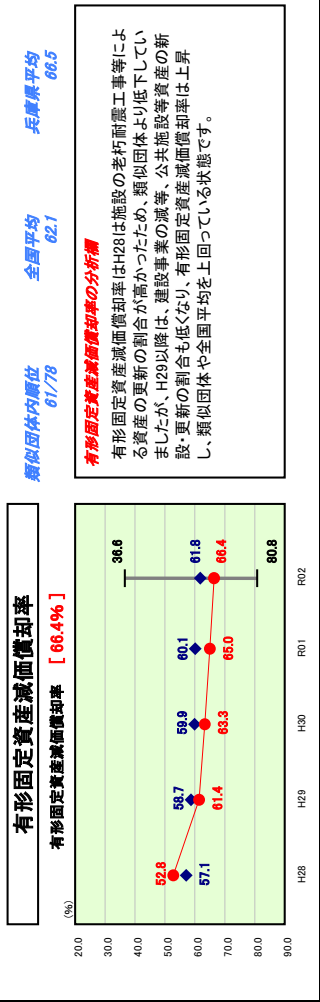 有形固定資産減価償却率
有形固定資産減価償却率 [ 66.4% ]
(%)
20.0
30.0
40.0
50.0
60.0
70.0
80.0
90.0
52.8
57.1
58.7
61.4
59.9
63.3
60.1
65.0
36.6
61.8
66.4
80.8
H28
H29
H30
R01
R02
類似団体内順位
61/78
全国平均
62.1
兵庫県平均
66.5
有形固定資産減価償却率の分析欄
有形固定資産減価償却率はH28は施設の老朽耐震工事等によ
る資産の更新の割合が高かったため、類似団体より低下してい
ましたが、H29以降は、建設事業の減等、公共施設等資産の新
設・更新の割合も低くなり、有形固定資産減価償却率は上昇
し、類似団体や全国平均を上回っている状態です。